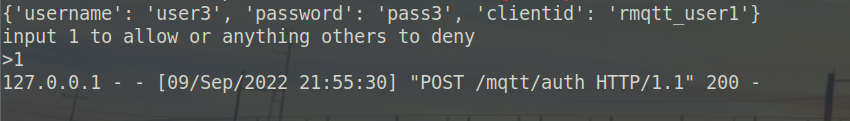 {'username': 'user3', 'password': 'pass3', 'clientid': 'rmqtt_user1'}
input 1 to allow or anything others to deny
>1
127.0.0.1 - - [09/Sep/2022 21:55:30] "POST /mqtt/auth HTTP/1.1" 200 -